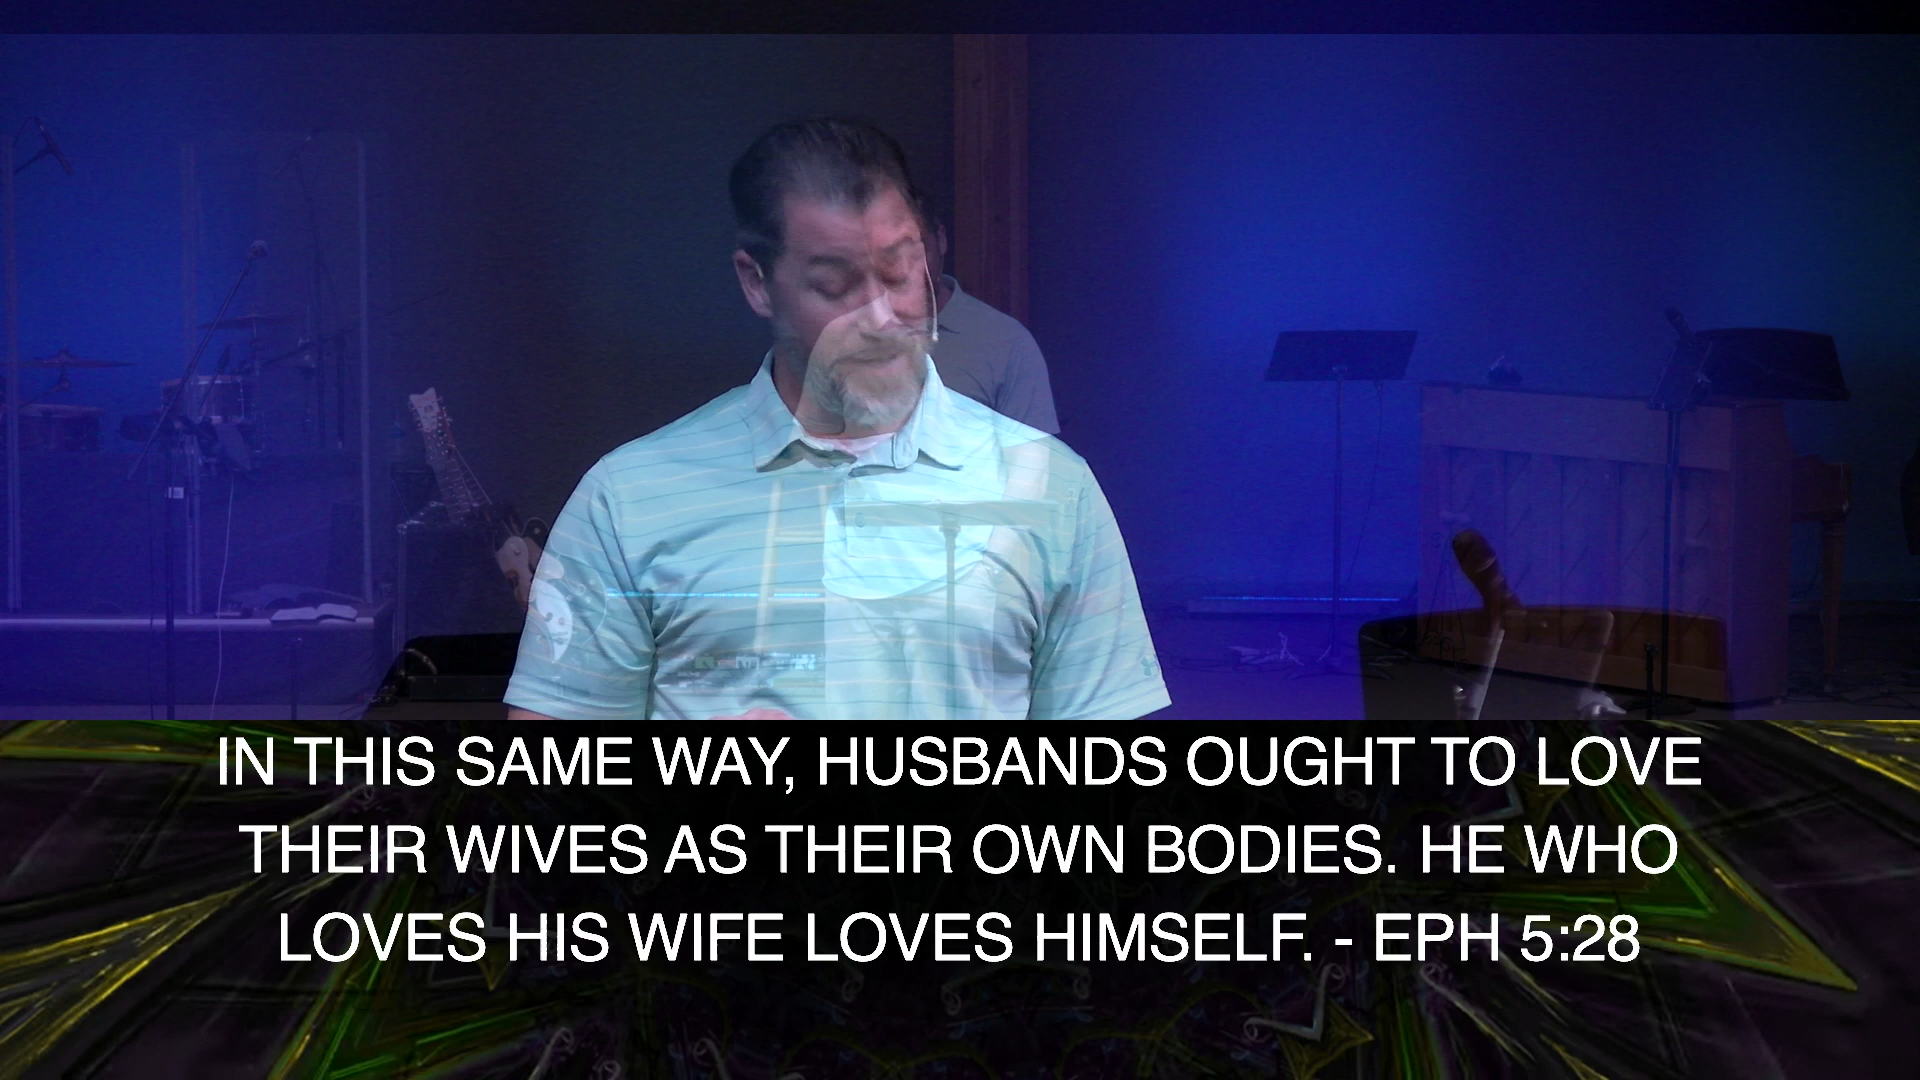 IN THIS SAME WAY, HUSBANDS OUGHT TO LOVE
THEIR WIVES AS THEIR OWN BODIES. HE WHO
LOVES HIS WIFE LOVES HIMSELF. - EPH 5:28